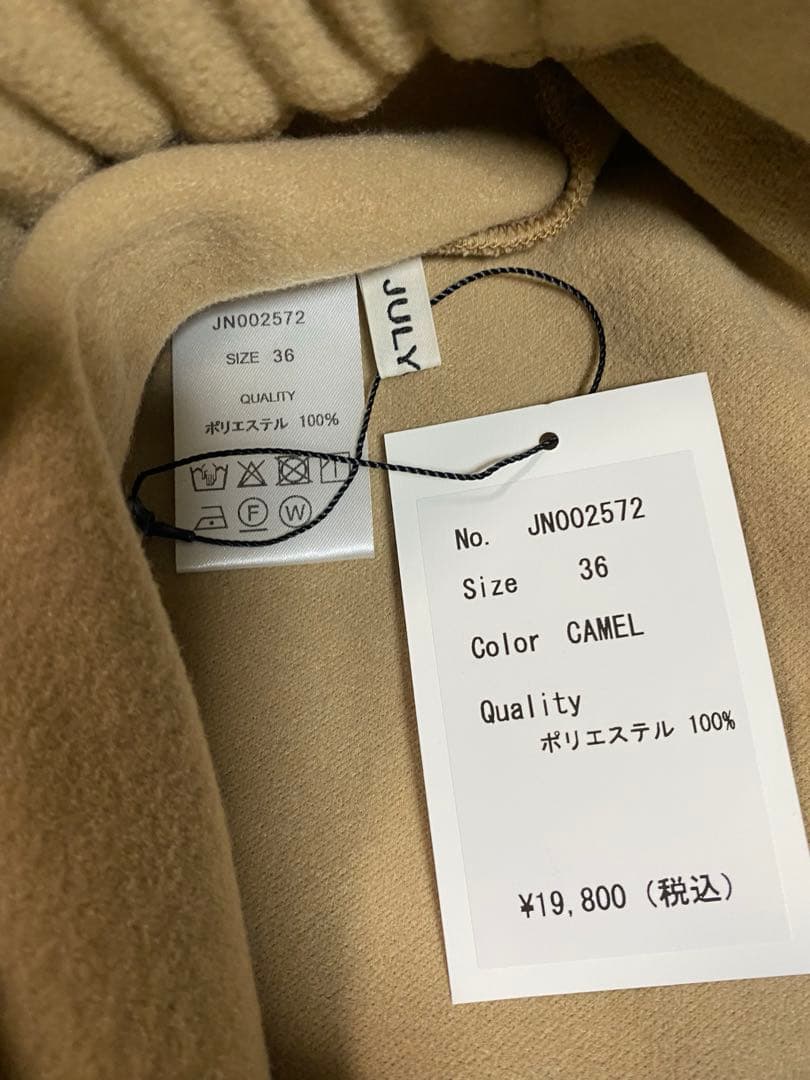 JN002572
SIZE 36
QUALITY
ポリエステル 100%
F
W
JULY
No. JN002572
Size 36
Color CAMEL
Quality
ポリエステル 100%
¥19,800 (税込)